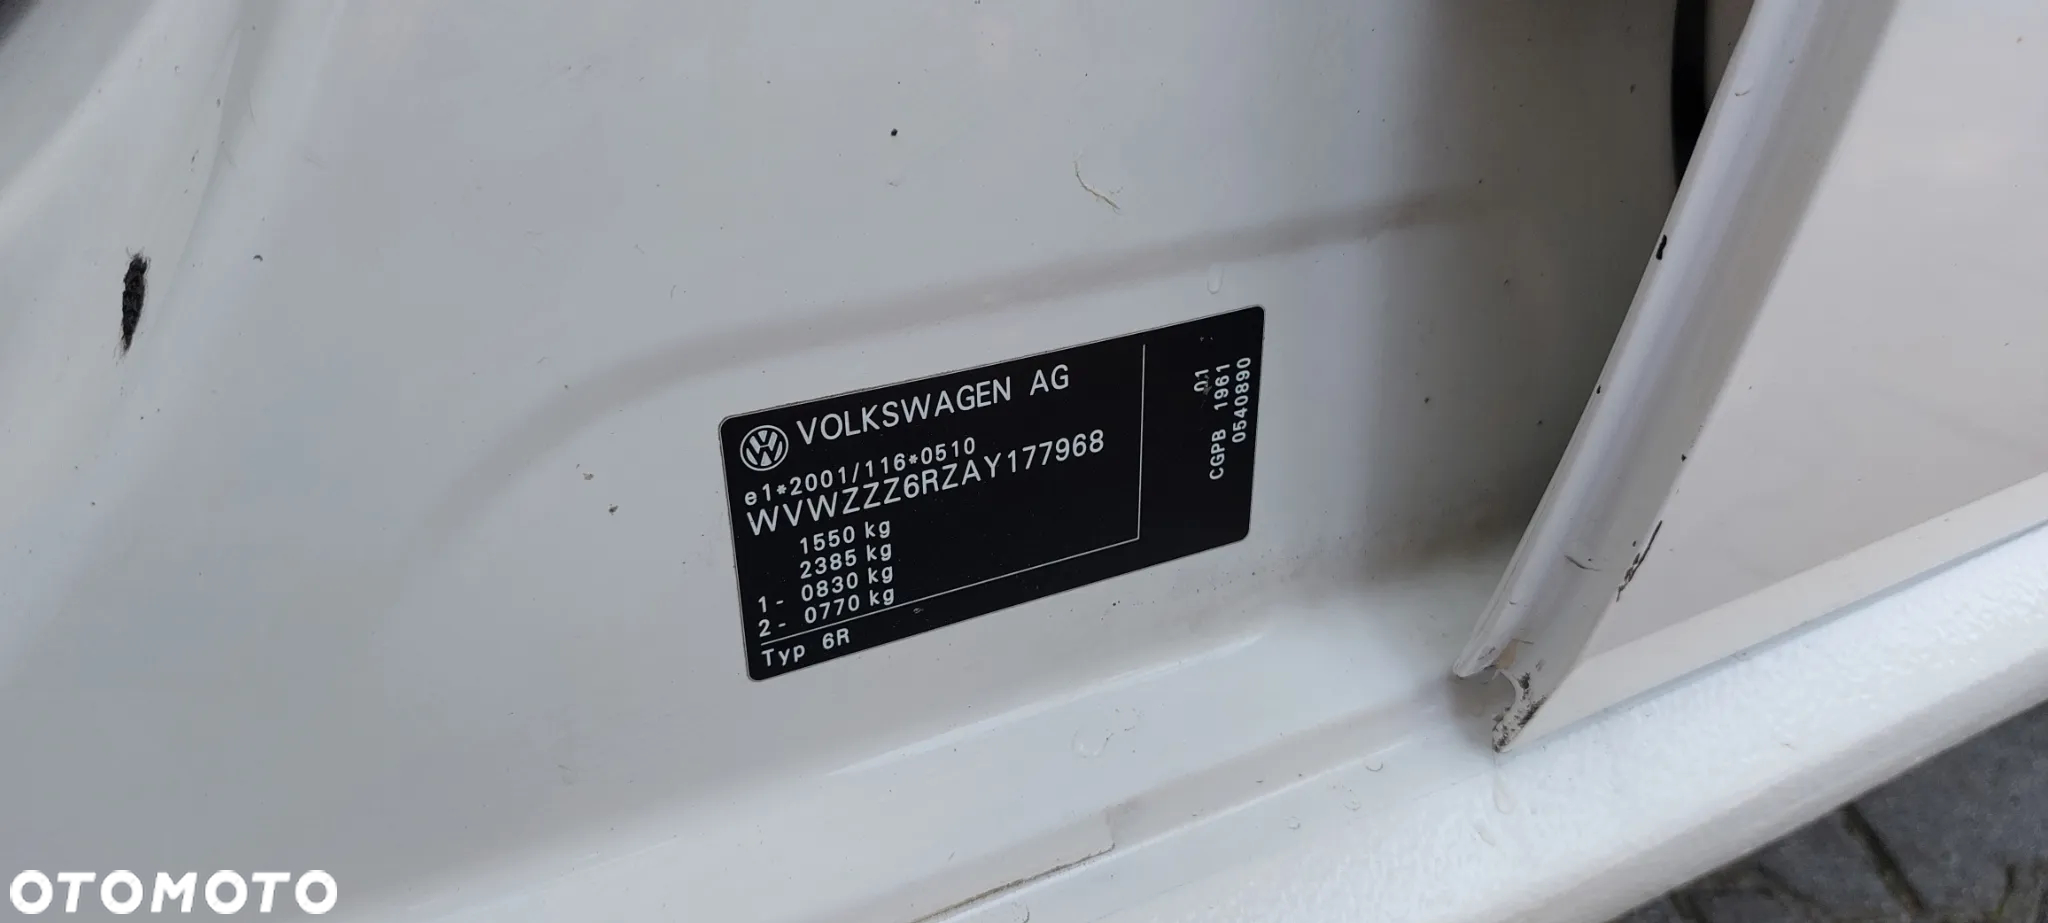 VOLKSWAGEN AG
e1*2001/116*0510
WVWZZZ6RZAY177968
1550 kg
2385 kg
1- 0830 kg
2- 0770 kg
Typ 6R
01
CGPB 1961
0540890
OTOMOTO